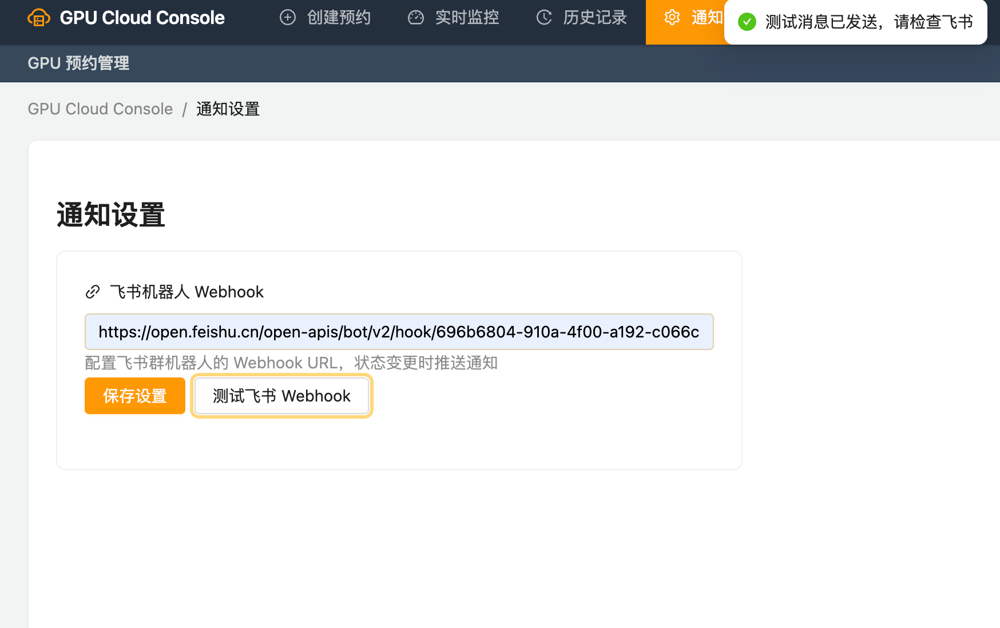 GPU Cloud Console
创建预约
实时监控
历史记录
通知
测试消息已发送，请检查飞书
GPU 预约管理
GPU Cloud Console / 通知设置
通知设置
飞书机器人 Webhook
https://open.feishu.cn/open-apis/bot/v2/hook/696b6804-910a-4f00-a192-c066c
配置飞书群机器人的 Webhook URL，状态变更时推送通知
保存设置
测试飞书 Webhook